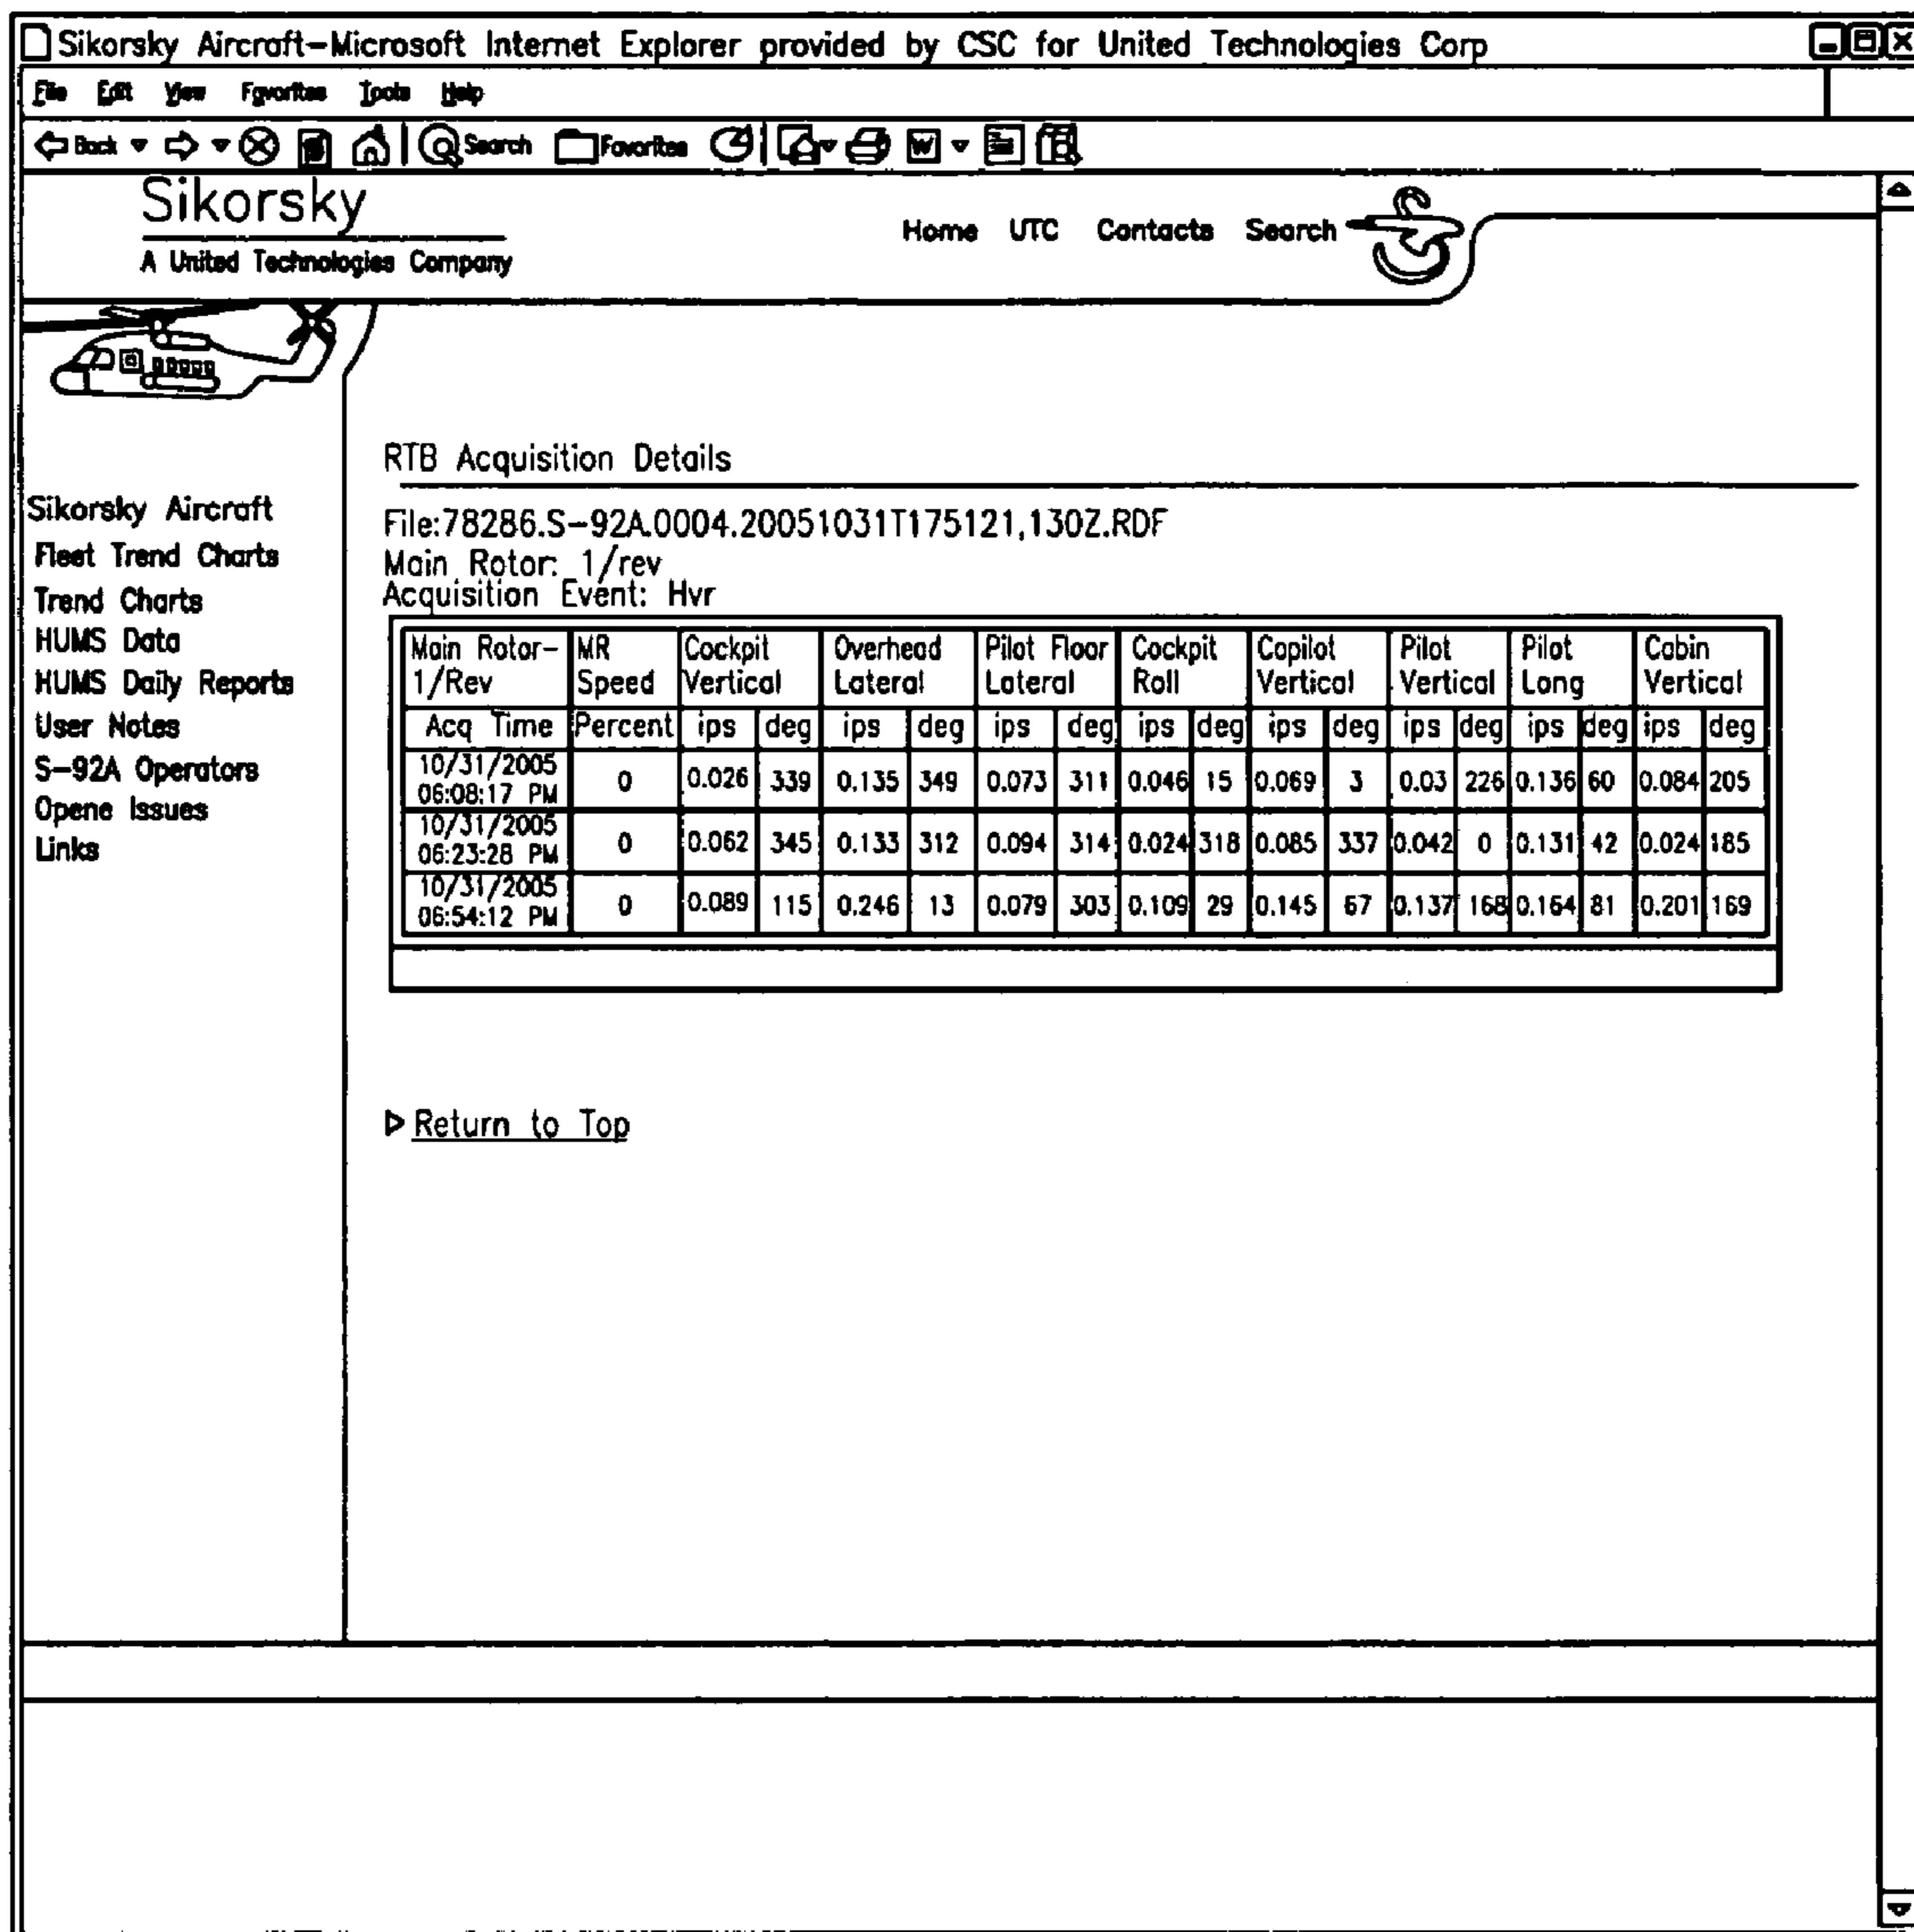 Sikorsky Aircraft-Microsoft Internet Explorer provided by CSC for United Technologies Corp
File Edit View Favorites Tools Help
Back Search Favorites W
Sikorsky
A United Technologies Company
Home UTC Contacts Search
Sikorsky Aircraft
Fleet Trend Charts
Trend Charts
HUMS Data
HUMS Daily Reports
User Notes
S-92A Operators
Opene Issues
Links
RTB Acquisition Details
File:78286.S-92A.0004.20051031T175121,130Z.RDF
Main Rotor: 1/rev
Acquisition Event: Hvr
Main Rotor- MR Cockpit Overhead Pilot Floor Cockpit Copilot Pilot Pilot Cabin
1/Rev Speed Vertical Lateral Lateral Roll Vertical Vertical Long Vertical
Acq Time Percent ips deg ips deg ips deg ips deg ips deg ips deg ips deg ips deg
10/31/2005
06:08:17 PM 0 0.026 339 0.135 349 0.073 311 0.046 15 0.069 3 0.03 226 0.136 60 0.084 205
10/31/2005
06:23:28 PM 0 0.062 345 0.133 312 0.094 314 0.024 318 0.085 337 0.042 0 0.131 42 0.024 185
10/31/2005
06:54:12 PM 0 0.089 115 0.246 13 0.079 303 0.109 29 0.145 67 0.137 168 0.164 81 0.201 169
Return to Top